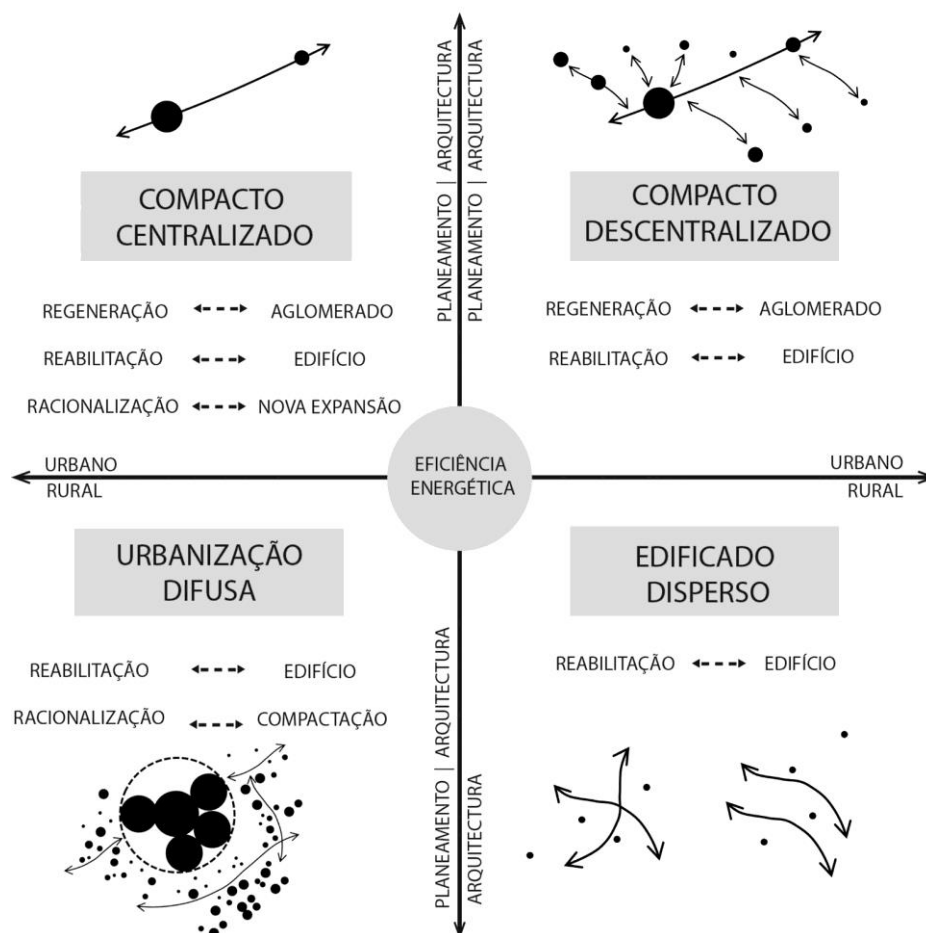 PLANEAMENTO | ARQUITECTURA
PLANEAMENTO | ARQUITECTURA
COMPACTO
CENTRALIZADO
REGENERAÇÃO AGLOMERADO
REABILITAÇÃO EDIFÍCIO
RACIONALIZAÇÃO NOVA EXPANSÃO
COMPACTO
DESCENTRALIZADO
REGENERAÇÃO AGLOMERADO
REABILITAÇÃO EDIFÍCIO
URBANO
RURAL
EFICIÊNCIA
ENERGÉTICA
URBANO
RURAL
URBANIZAÇÃO
DIFUSA
REABILITAÇÃO EDIFÍCIO
RACIONALIZAÇÃO COMPACTAÇÃO
PLANEAMENTO | ARQUITECTURA
ARQUITECTURA
EDIFICADO
DISPERSO
REABILITAÇÃO EDIFÍCIO